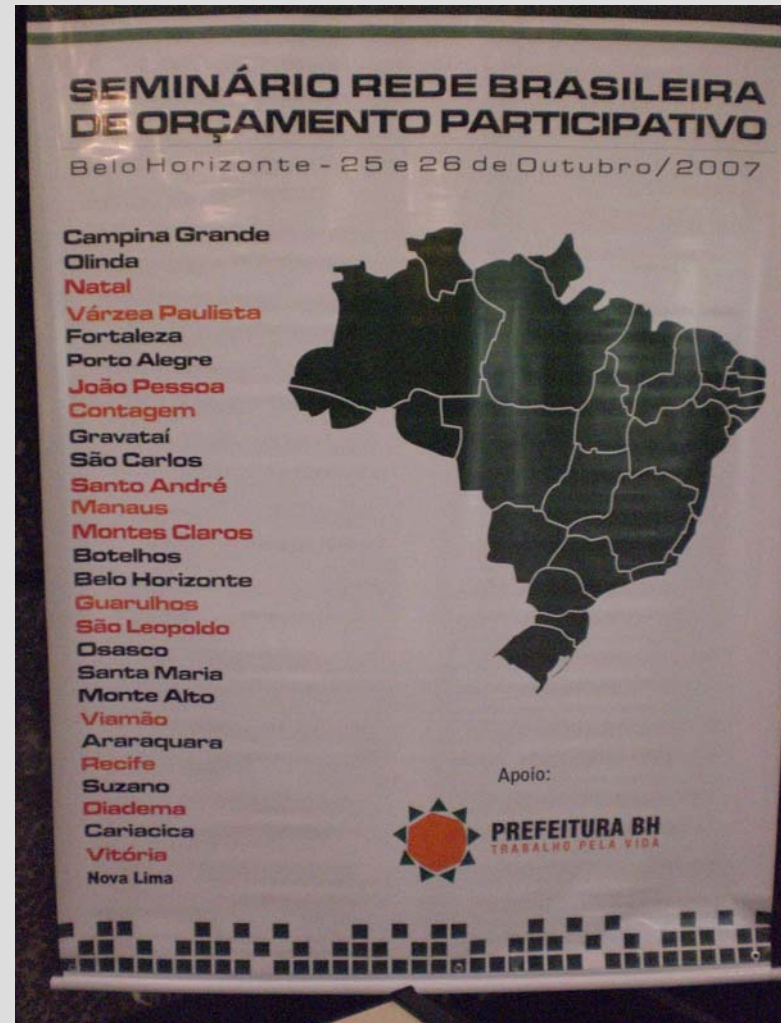 SEMINÁRIO REDE BRASILEIRA
DE ORÇAMENTO PARTICIPATIVO
Belo Horizonte - 25 e 26 de Outubro/2007
Campina Grande
Olinda
Natal
Várzea Paulista
Fortaleza
Porto Alegre
João Pessoa
Contagem
Gravataí
São Carlos
Santo André
Manaus
Montes Claros
Botelhos
Belo Horizonte
Guarulhos
São Leopoldo
Osasco
Santa Maria
Monte Alto
Viamão
Araraquara
Recife
Suzano
Diadema
Cariacica
Vitória
Nova Lima
Apoio:
PREFEITURA BH
TRABALHO PELA VIDA